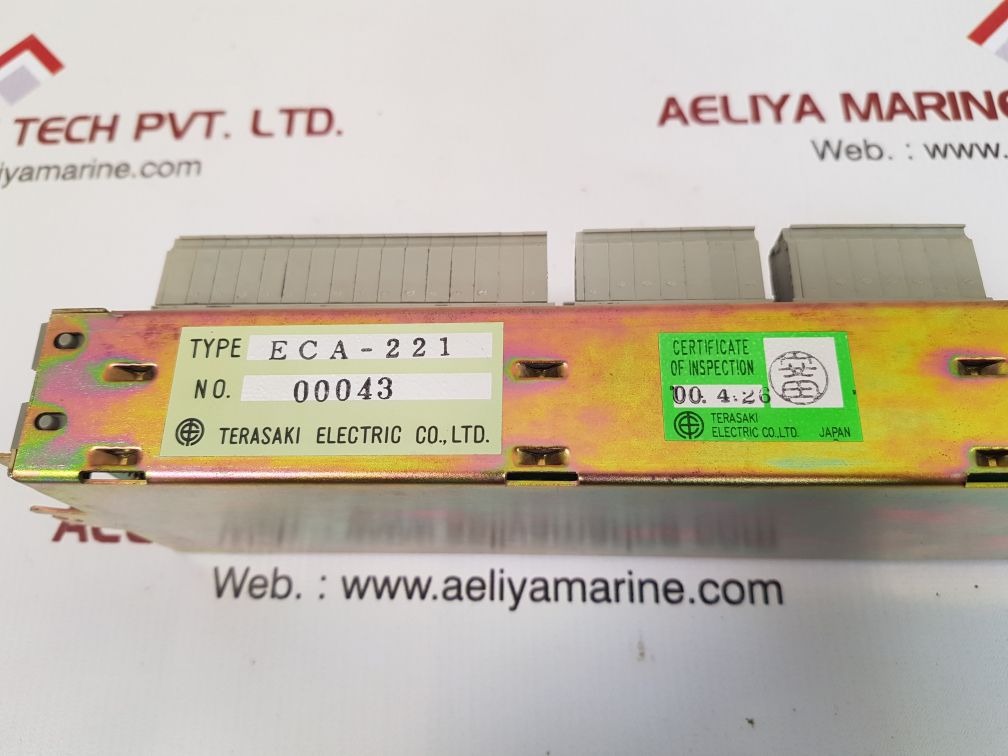 TECH PVT. LTD.
iyamarine.com
AELIYA MARINE
Web. : www.
TYPE ECA-221
NO. 00043
TERASAKI ELECTRIC CO.,LTD.
CERTIFICATE
OF INSPECTION
'00. 4.26
TERASAKI
ELECTRIC CO.LTD. JAPAN
Web. : www.aeliyamarine.com